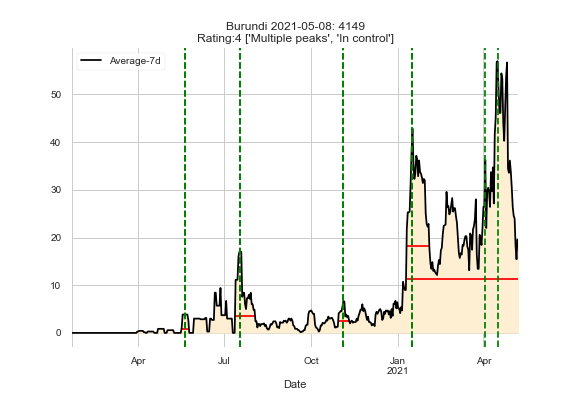 Burundi 2021-05-08: 4149
Rating:4 ['Multiple peaks', 'In control']
Average-7d
50
40
30
20
10
0
Apr
Jul
Oct
Jan
2021
Apr
Date